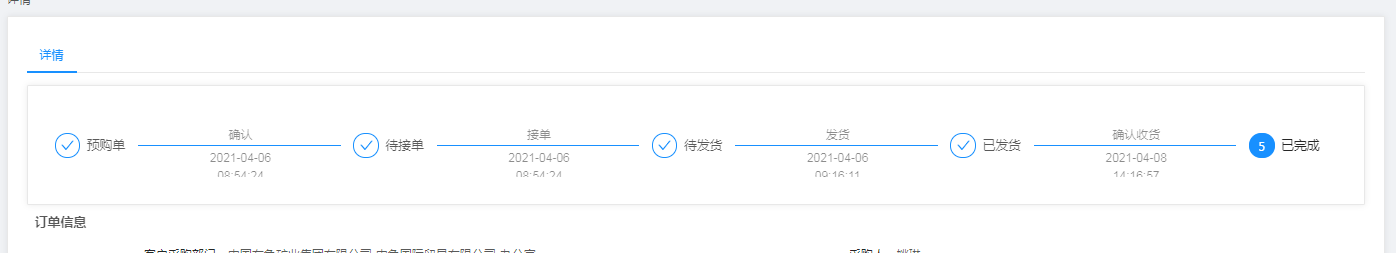 详情
详情
预购单
确认
2021-04-06
08:54:24
待接单
接单
2021-04-06
08:54:24
待发货
发货
2021-04-06
09:16:11
已发货
确认收货
2021-04-08
14:16:57
5 已完成
订单信息